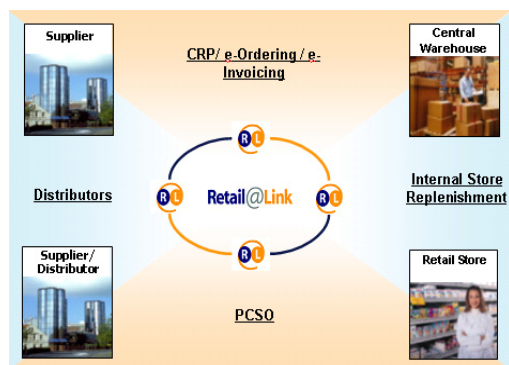 Supplier
CRP/ e-Ordering / e-
Invoicing
Central
Warehouse
R L
Distributors
R L
Retail@Link
R L
Internal Store
Replenishment
R L
Supplier/
Distributor
PCSO
Retail Store